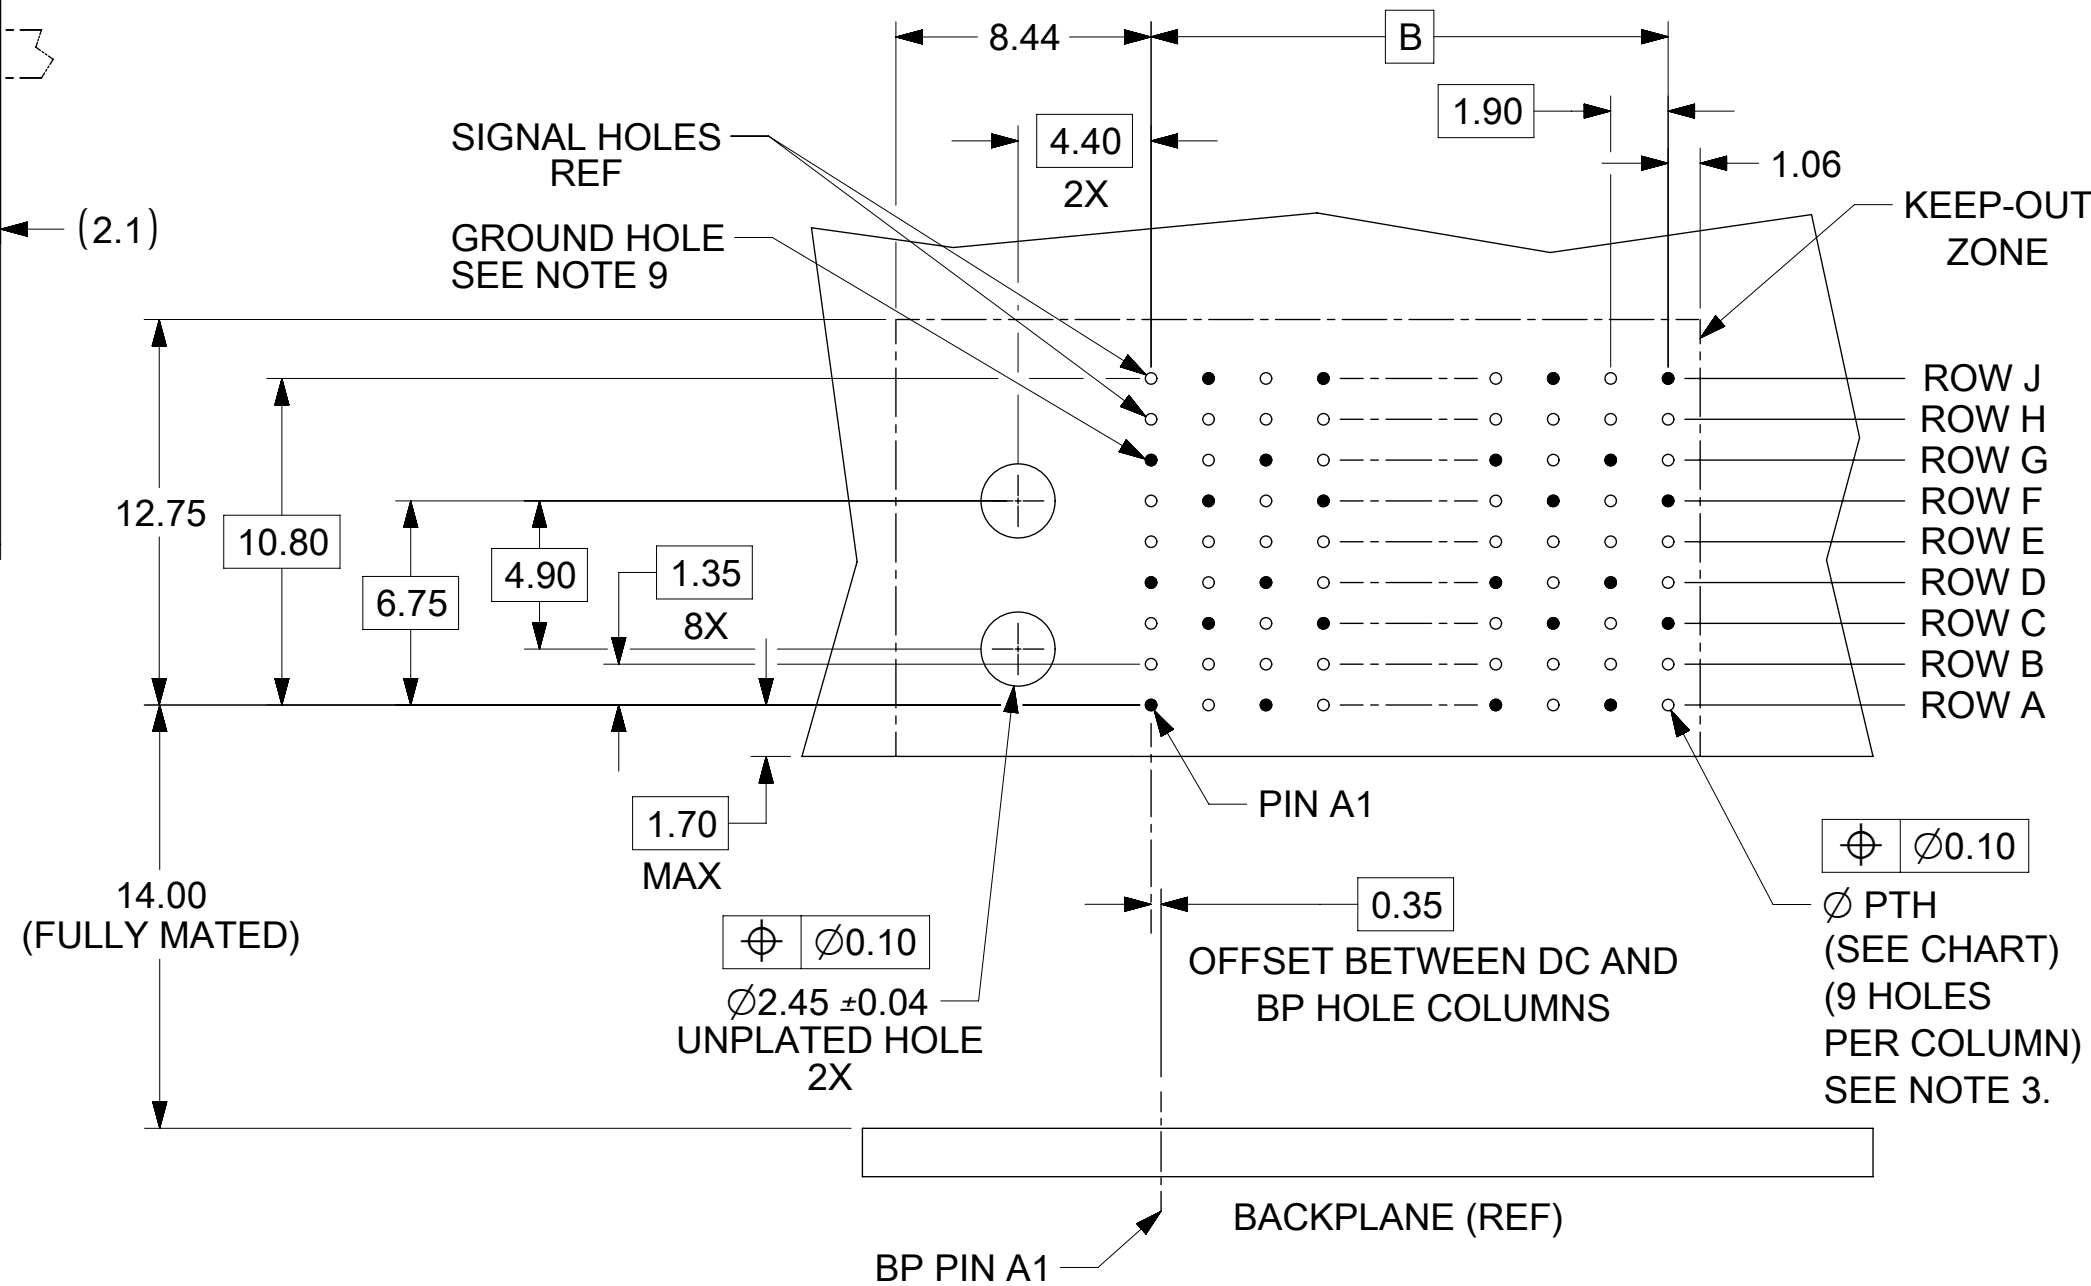 8.44
B
1.90
SIGNAL HOLES
REF
4.40
2X
1.06
KEEP-OUT
ZONE
(2.1)
GROUND HOLE
SEE NOTE 9
ROW J
ROW H
ROW G
ROW F
ROW E
ROW D
ROW C
ROW B
ROW A
12.75
10.80
6.75
4.90
1.35
8X
1.70
MAX
PIN A1
14.00
(FULLY MATED)
⌖ Ø0.10
Ø2.45 ±0.04
UNPLATED HOLE
2X
0.35
OFFSET BETWEEN DC AND
BP HOLE COLUMNS
⌖ Ø0.10
Ø PTH
(SEE CHART)
(9 HOLES
PER COLUMN)
SEE NOTE 3.
BACKPLANE (REF)
BP PIN A1